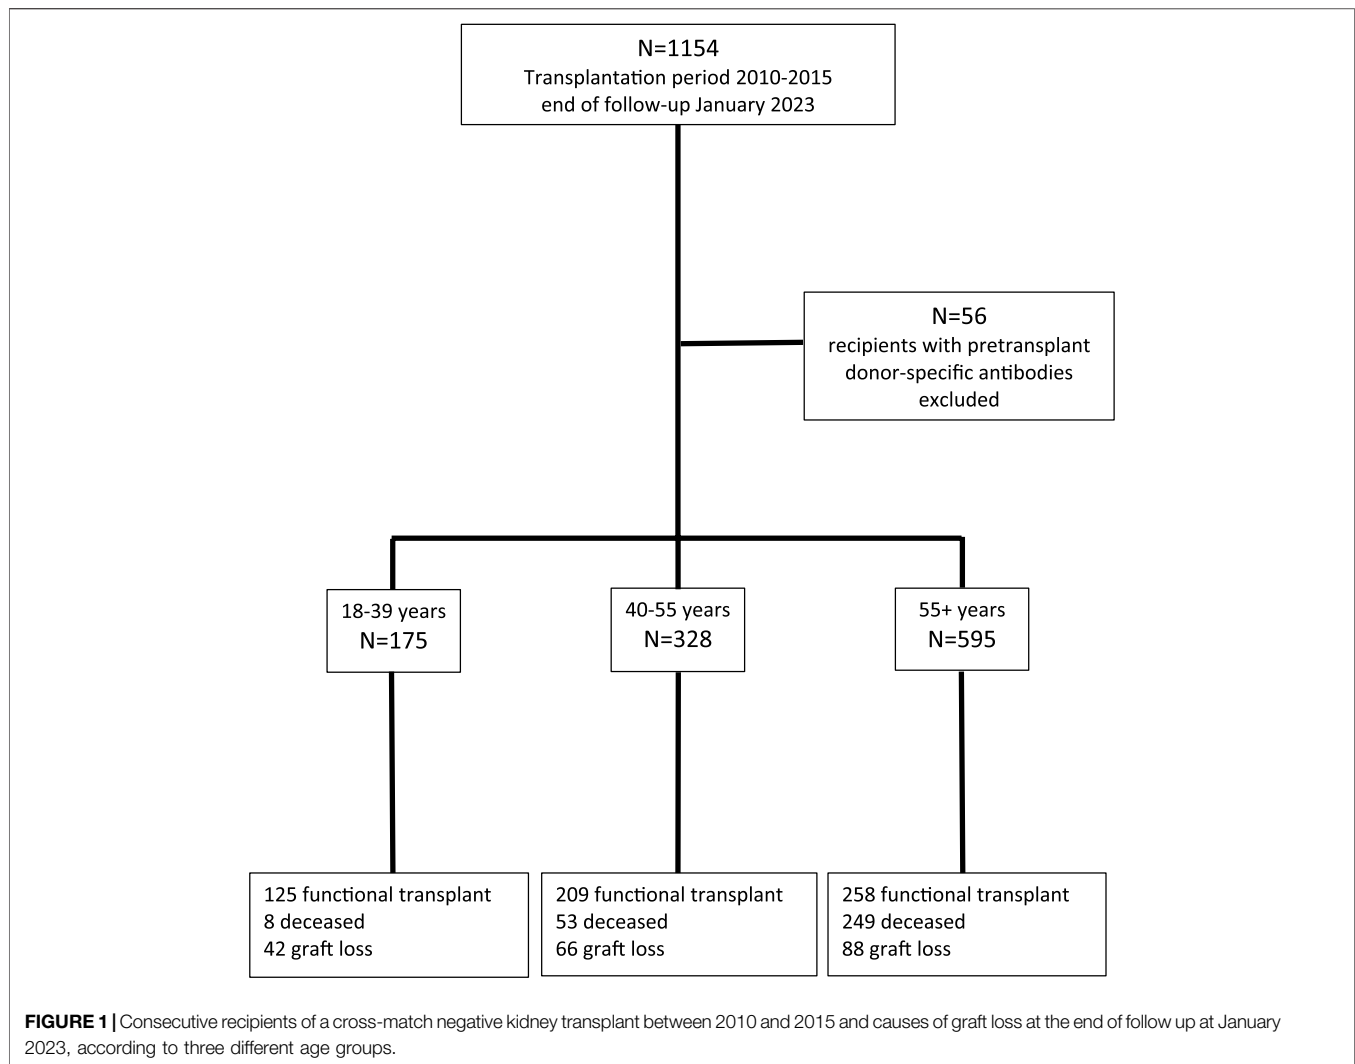 N=1154
Transplantation period 2010-2015
end of follow-up January 2023
N=56
recipients with pretransplant
donor-specific antibodies
excluded
18-39 years
N=175
40-55 years
N=328
55+ years
N=595
125 functional transplant
8 deceased
42 graft loss
209 functional transplant
53 deceased
66 graft loss
258 functional transplant
249 deceased
88 graft loss
FIGURE 1 | Consecutive recipients of a cross-match negative kidney transplant between 2010 and 2015 and causes of graft loss at the end of follow up at January
2023, according to three different age groups.